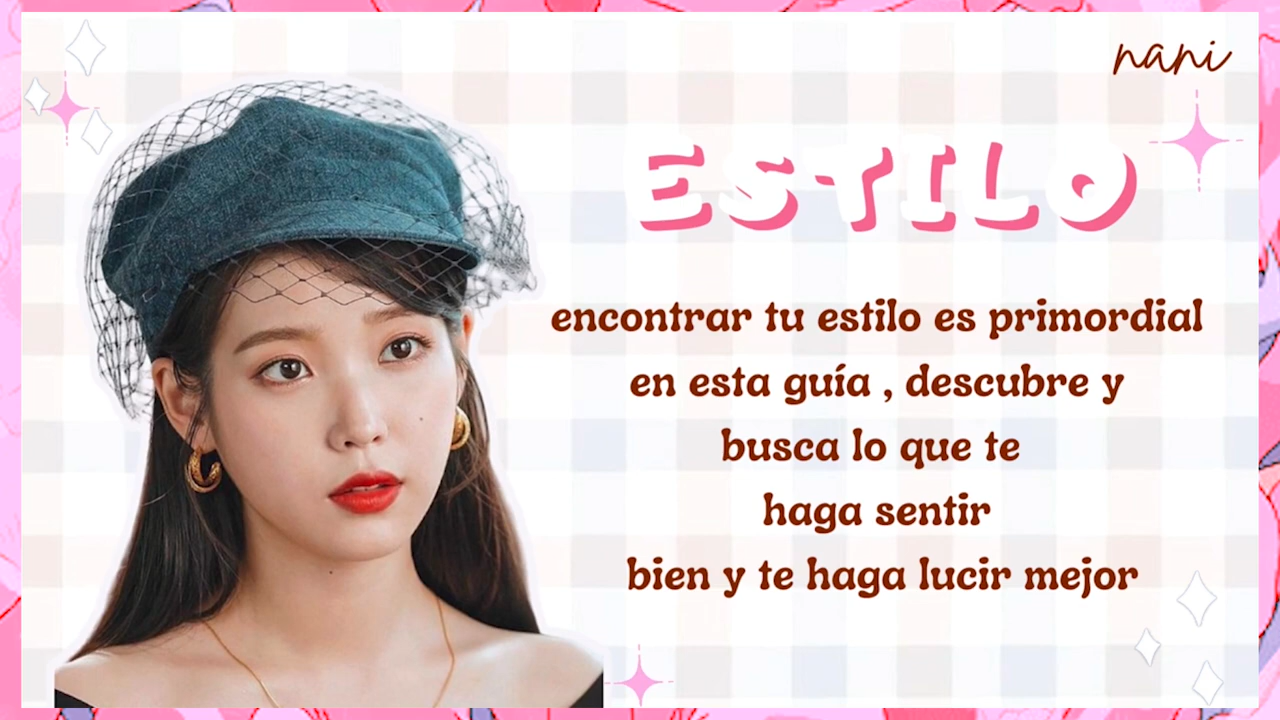 nani
ESTILO
encontrar tu estilo es primordial
en esta guía , descubre y
busca lo que te
haga sentir
bien y te haga lucir mejor